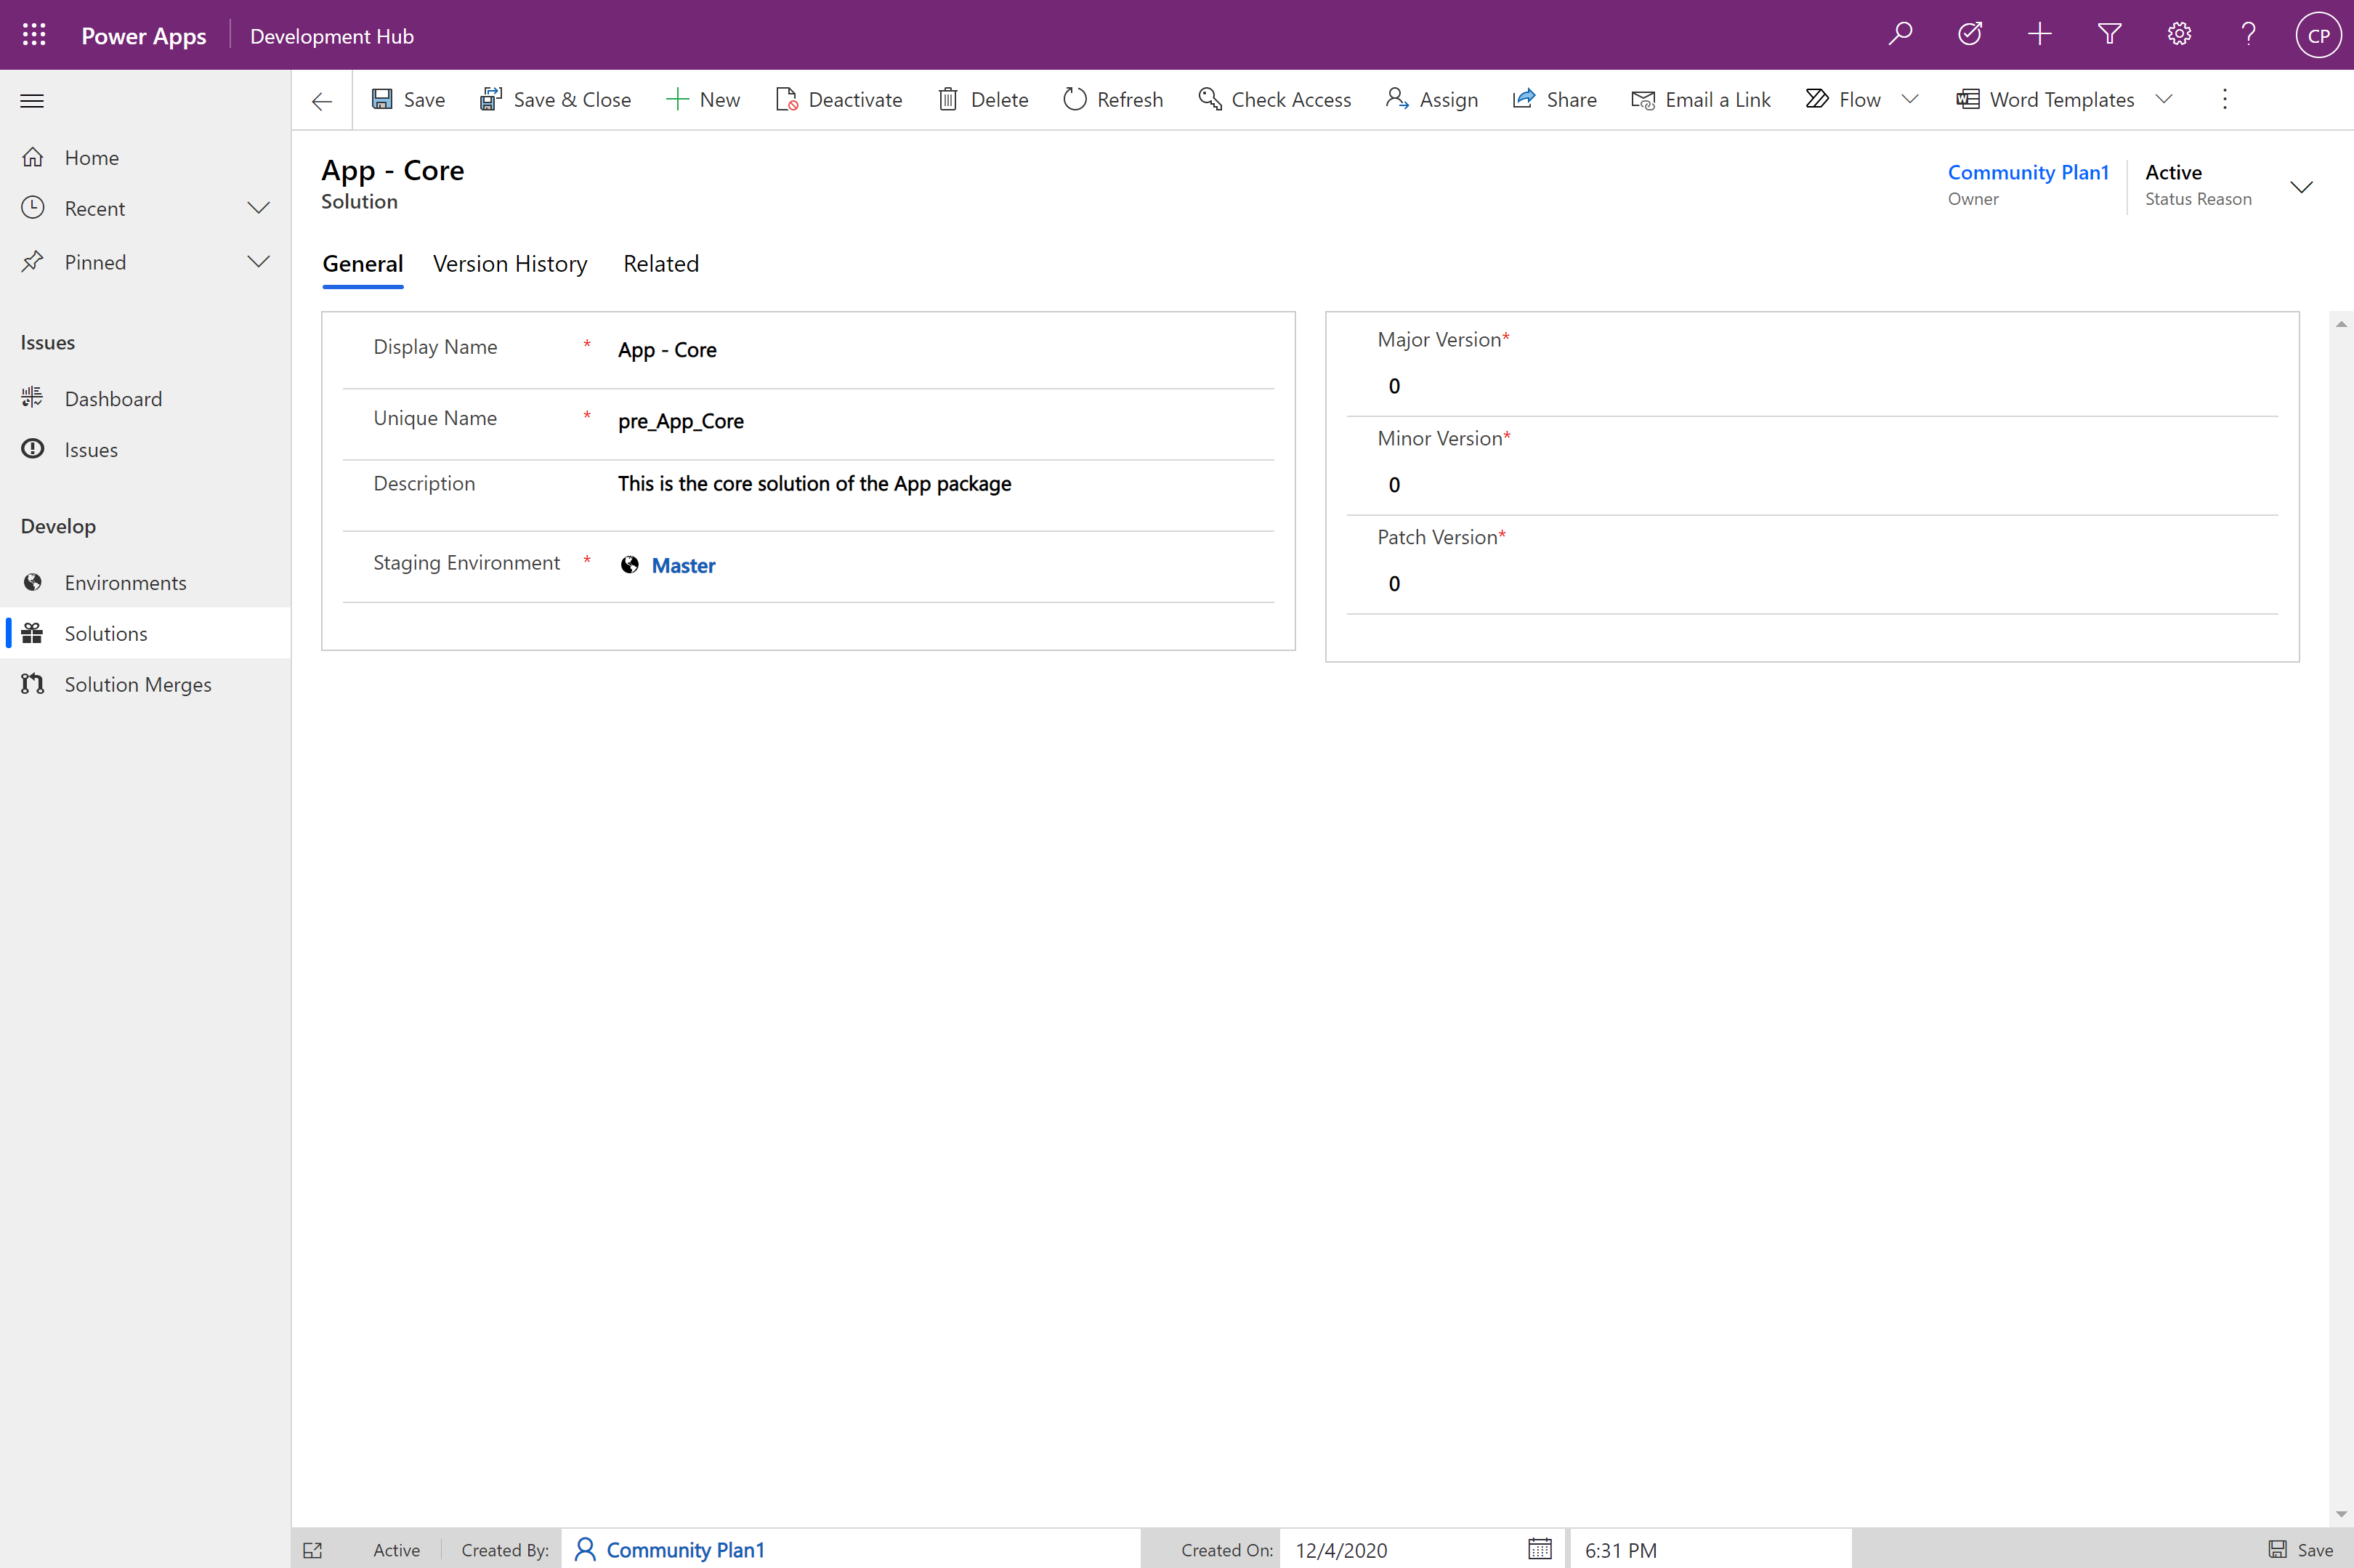 Power Apps Development Hub CP
Save Save & Close New Deactivate Delete Refresh Check Access Assign Share Email a Link Flow Word Templates
Home
Recent
Pinned
Issues
Dashboard
Issues
Develop
Environments
Solutions
Solution Merges
App - Core
Solution
Community Plan1
Owner
Active
Status Reason
General Version History Related
Display Name * App - Core
Unique Name * pre_App_Core
Description This is the core solution of the App package
Staging Environment * Master
Major Version*
0
Minor Version*
0
Patch Version*
0
Active Created By: Community Plan1 Created On: 12/4/2020 6:31 PM Save